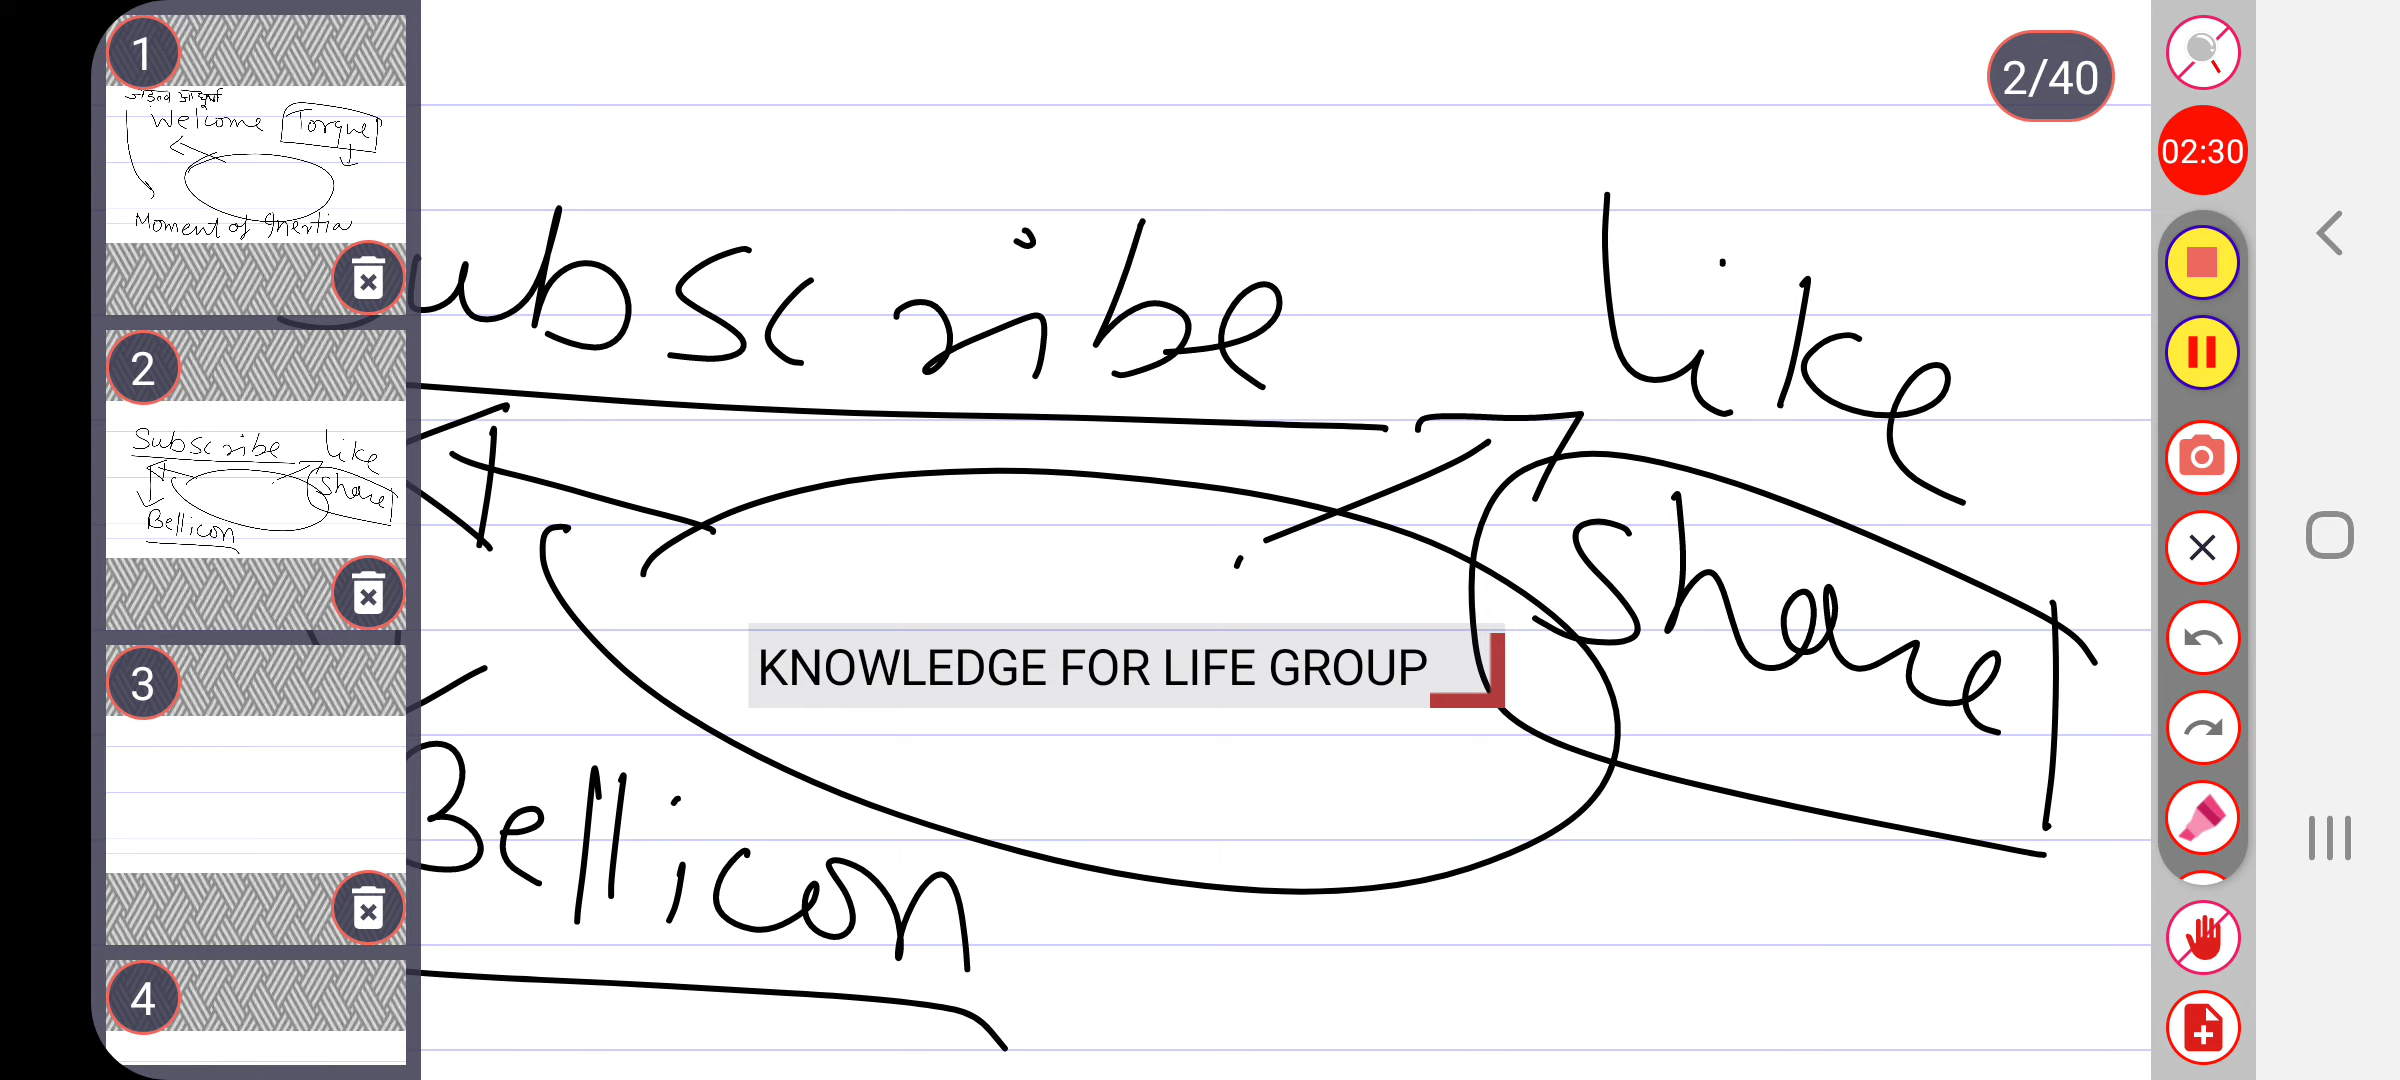 1
Welcome Torque
Moment of Inertia
2
Subscribe like
Share
Bellicon
3
4
2/40
02:30
ubscribe like
Share
KNOWLEDGE FOR LIFE GROUP
Bellicon